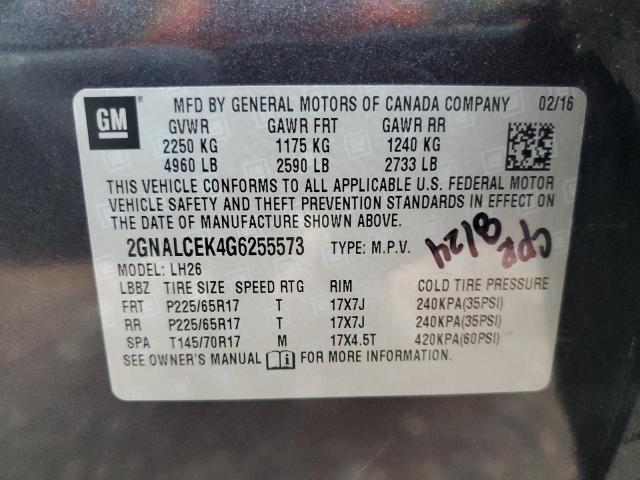 GM
MFD BY GENERAL MOTORS OF CANADA COMPANY 02/16
GVWR GAWR FRT GAWR RR
2250 KG 1175 KG 1240 KG
4960 LB 2590 LB 2733 LB
THIS VEHICLE CONFORMS TO ALL APPLICABLE U.S. FEDERAL MOTOR
VEHICLE SAFETY AND THEFT PREVENTION STANDARDS IN EFFECT ON
THE DATE OF MANUFACTURE SHOWN ABOVE.
2GNALCEK4G6255573 TYPE: M.P.V.
CPR
8/24
MODEL: LH26
LBBZ TIRE SIZE SPEED RTG RIM COLD TIRE PRESSURE
FRT P225/65R17 T 17X7J 240KPA(35PSI)
RR P225/65R17 T 17X7J 240KPA(35PSI)
SPA T145/70R17 M 17X4.5T 420KPA(60PSI)
SEE OWNER'S MANUAL FOR MORE INFORMATION.